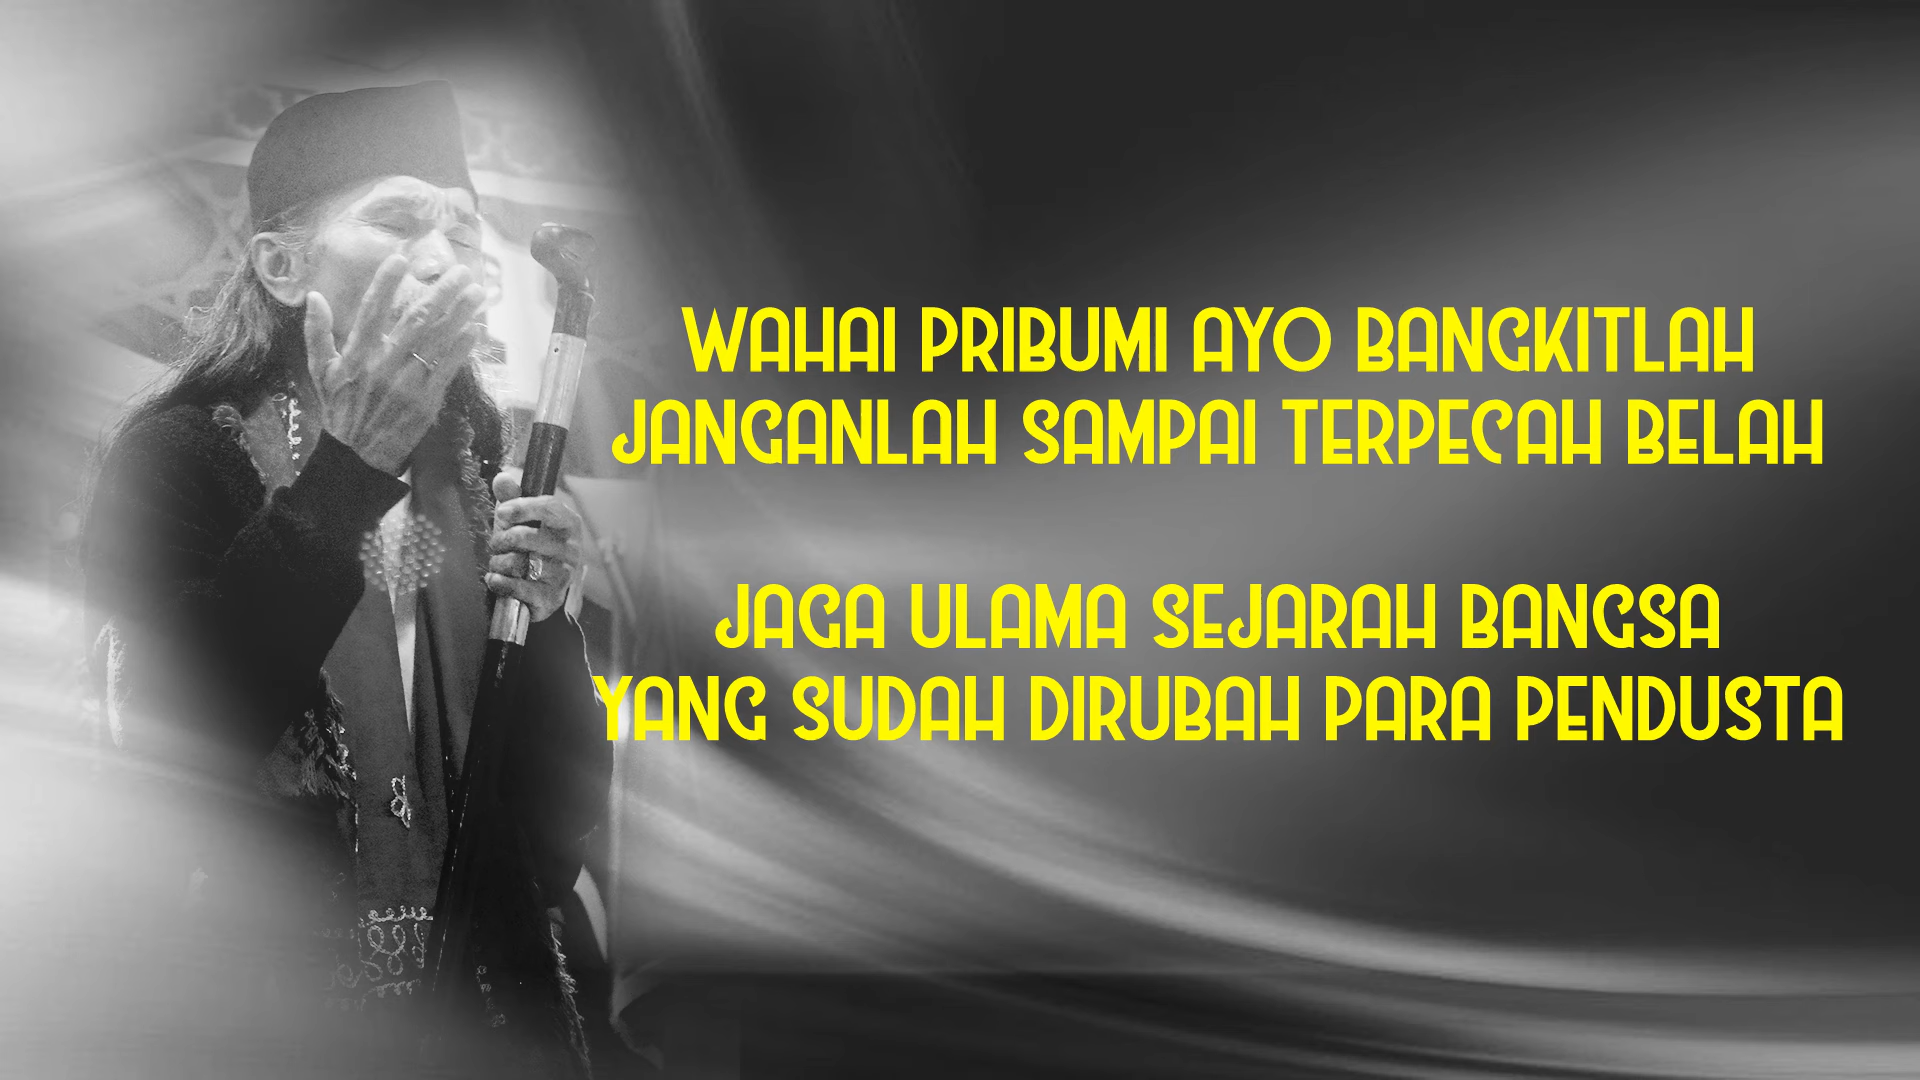 WAHAI PRIBUMI AYO BANGKITLAH
JANGANLAH SAMPAI TERPECAH BELAH
JAGA ULAMA SEJARAH BANGSA
YANG SUDAH DIRUBAH PARA PENDUSTA